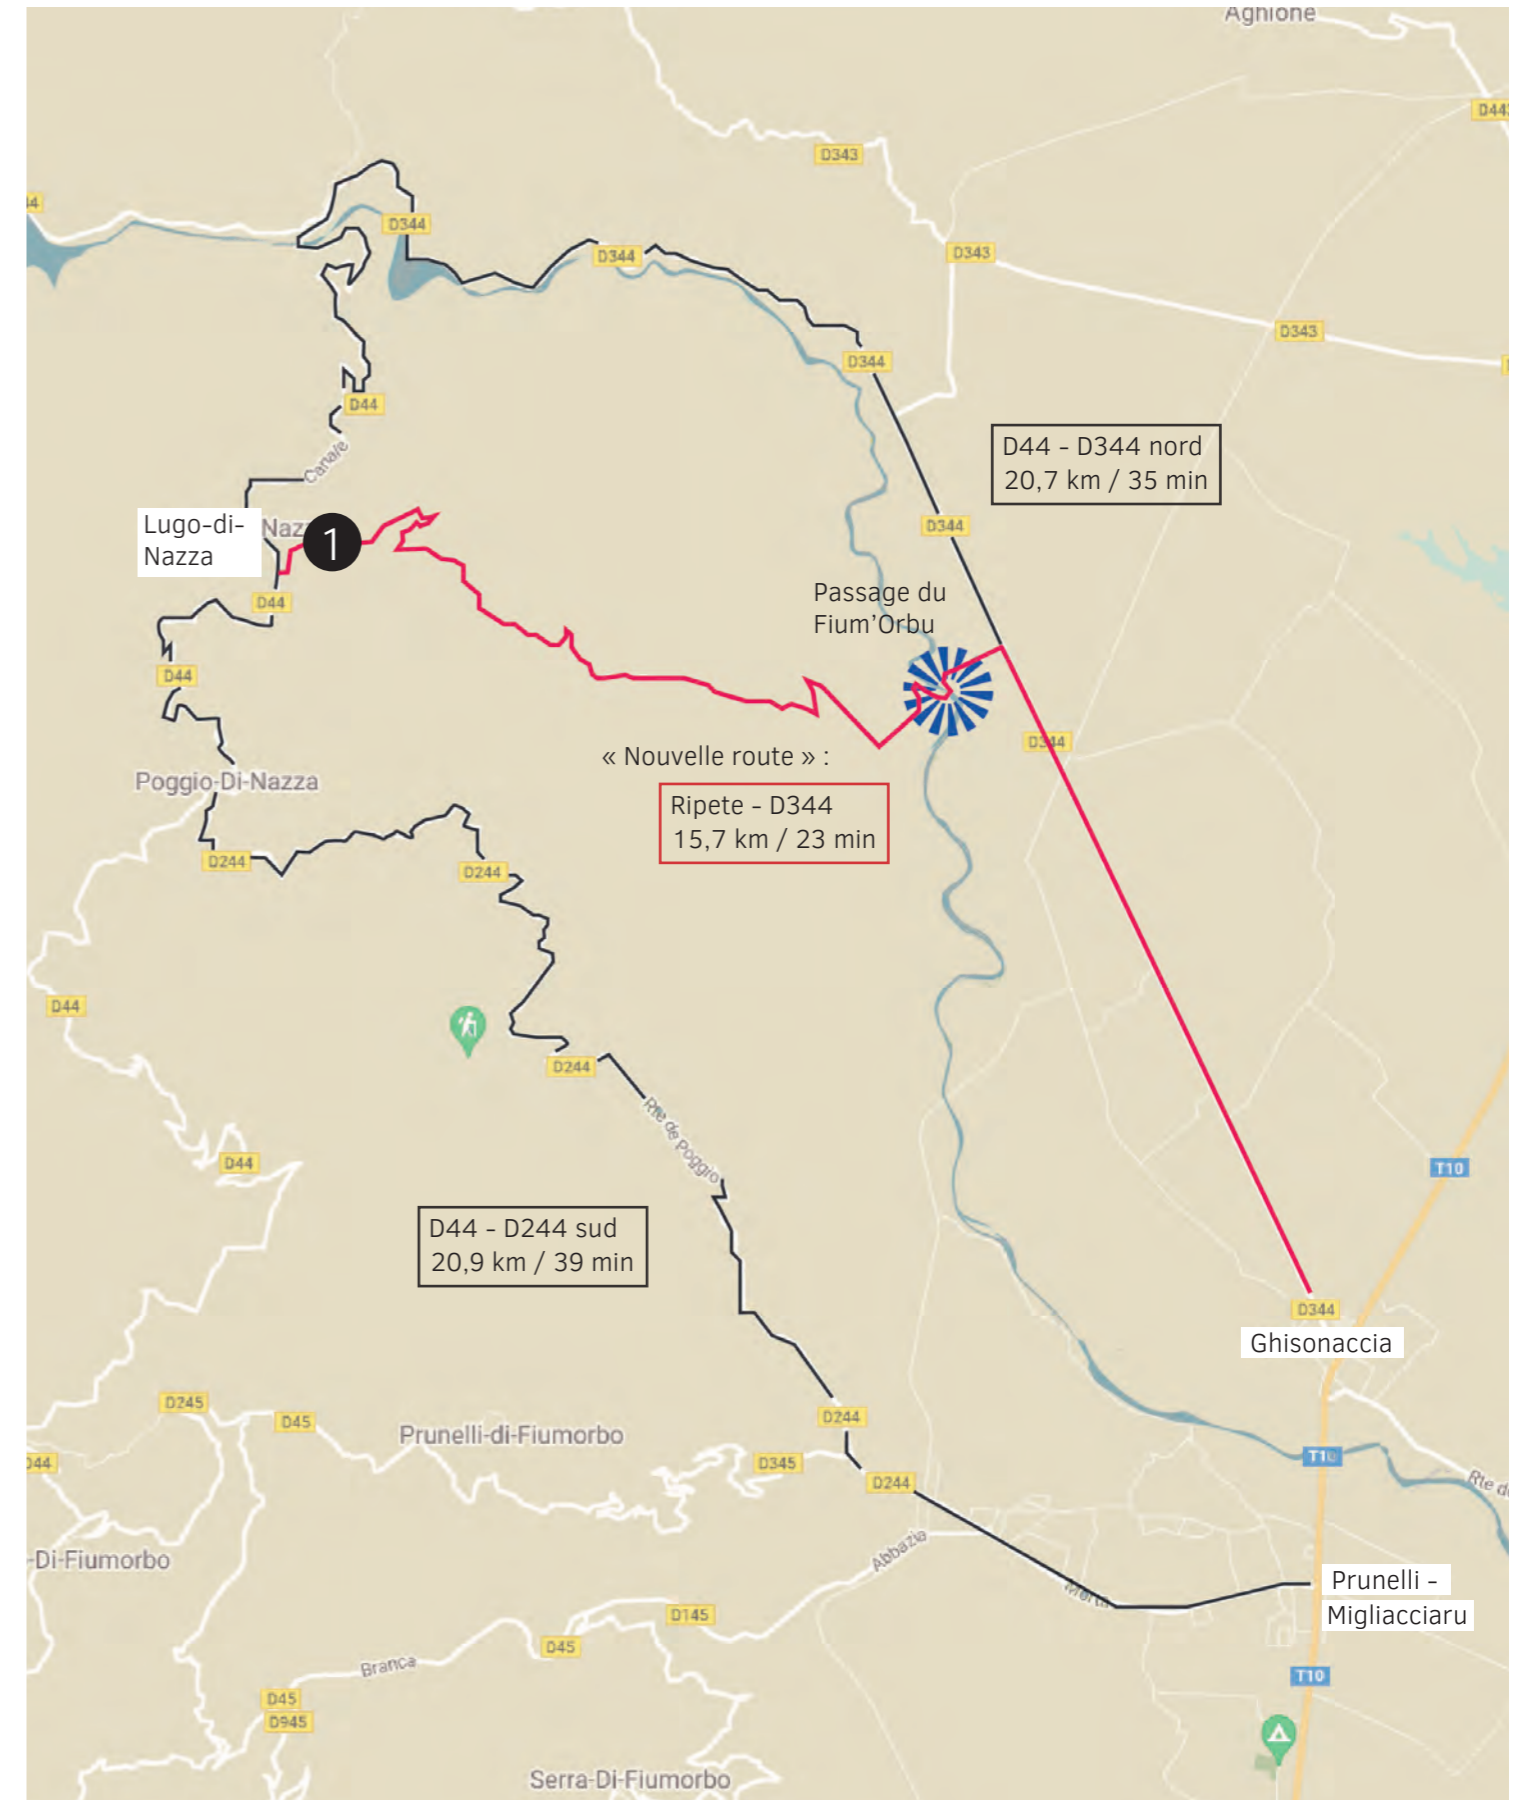 Aghione
D343
D344
D344
D343
D343
D344
D44
D44 - D344 nord
20,7 km / 35 min
Canale
Lugo-di-
Nazza
1
D344
D44
Passage du
Fium'Orbu
D44
D344
« Nouvelle route » :
Poggio-Di-Nazza
Ripete - D344
15,7 km / 23 min
D244
D244
D44
D244
Rte de Poggio
D44
T10
D44 - D244 sud
20,9 km / 39 min
D344
Ghisonaccia
D245
D45
D244
Prunelli-di-Fiumorbo
D345
T10
D244
Abbazia
-Di-Fiumorbo
Prunelli -
Migliacciaru
D145
D45
Branca
T10
D45
D945
Serra-Di-Fiumorbo